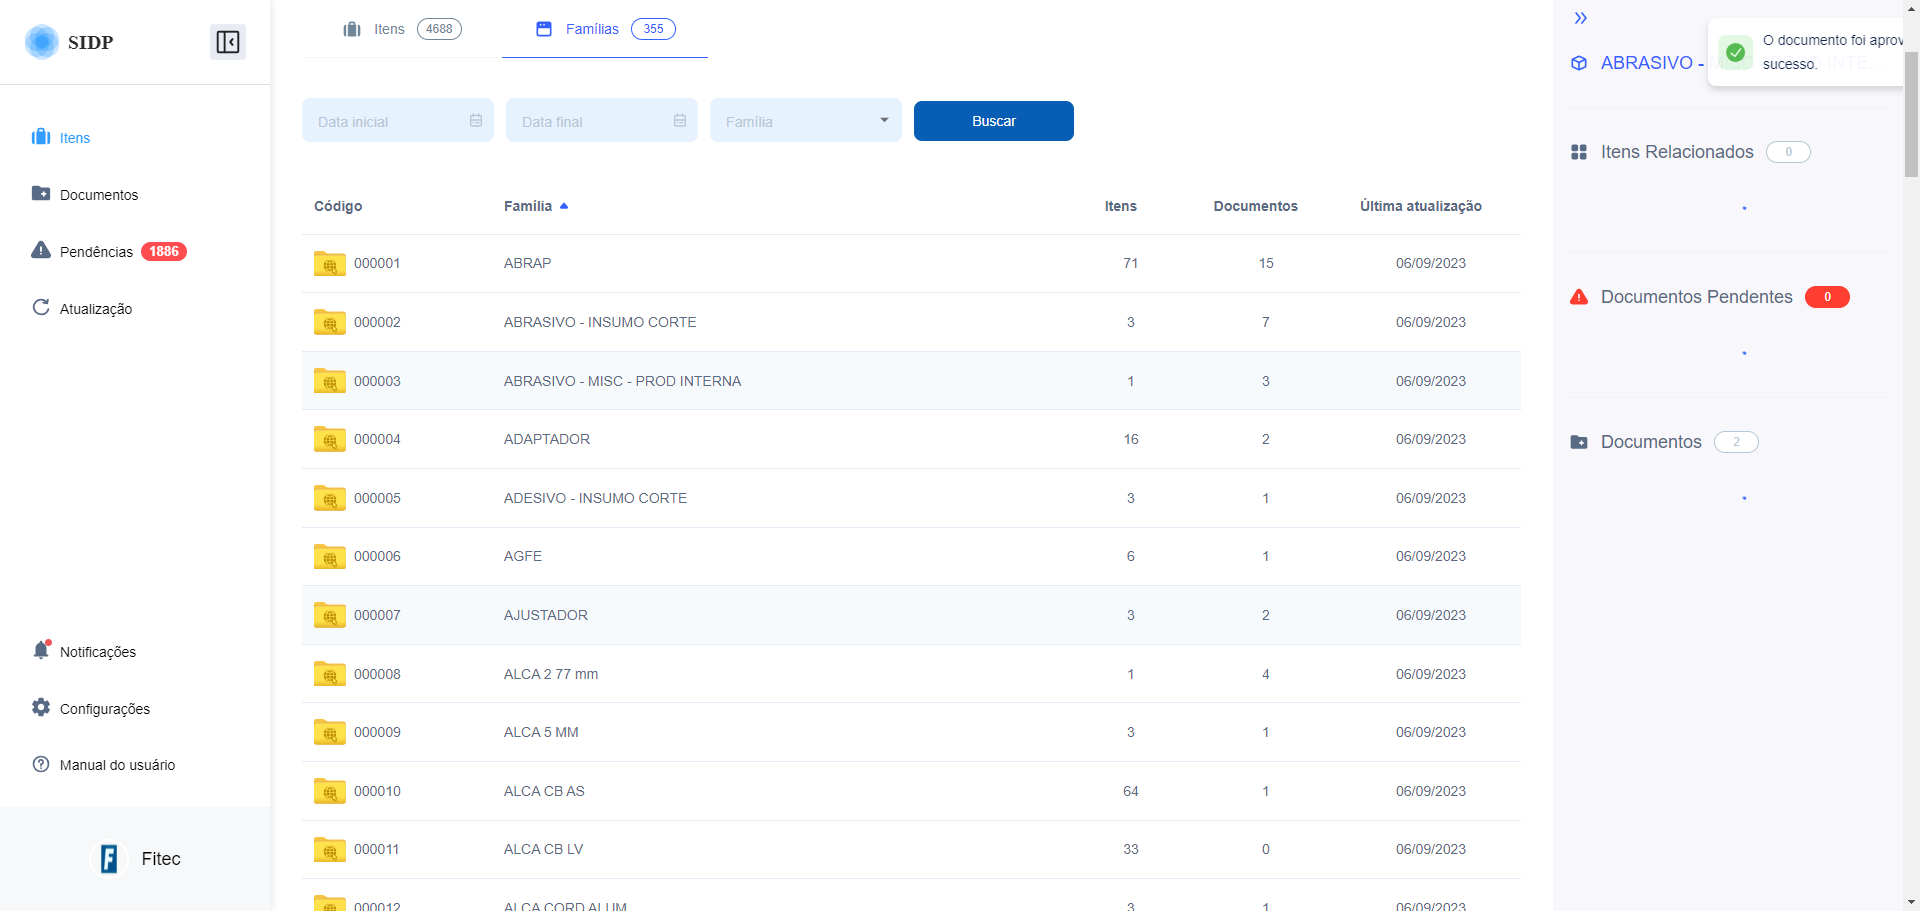 SIDP
Itens
Documentos
Pendências 1886
Atualização
Notificações
Configurações
Manual do usuário
Fitec
Itens 4688
Famílias 355
Data inicial
Data final
Família
Buscar
Código Família Itens Documentos Última atualização
000001 ABRAP 71 15 06/09/2023
000002 ABRASIVO - INSUMO CORTE 3 7 06/09/2023
000003 ABRASIVO - MISC - PROD INTERNA 1 3 06/09/2023
000004 ADAPTADOR 16 2 06/09/2023
000005 ADESIVO - INSUMO CORTE 3 1 06/09/2023
000006 AGFE 6 1 06/09/2023
000007 AJUSTADOR 3 2 06/09/2023
000008 ALCA 2 77 mm 1 4 06/09/2023
000009 ALCA 5 MM 3 1 06/09/2023
000010 ALCA CB AS 64 1 06/09/2023
000011 ALCA CB LV 33 0 06/09/2023
000012 ALCA CORD ALUM 3 1 06/09/2023
ABRASIVO -
O documento foi aprov
sucesso.
Itens Relacionados 0
Documentos Pendentes 0
Documentos 2